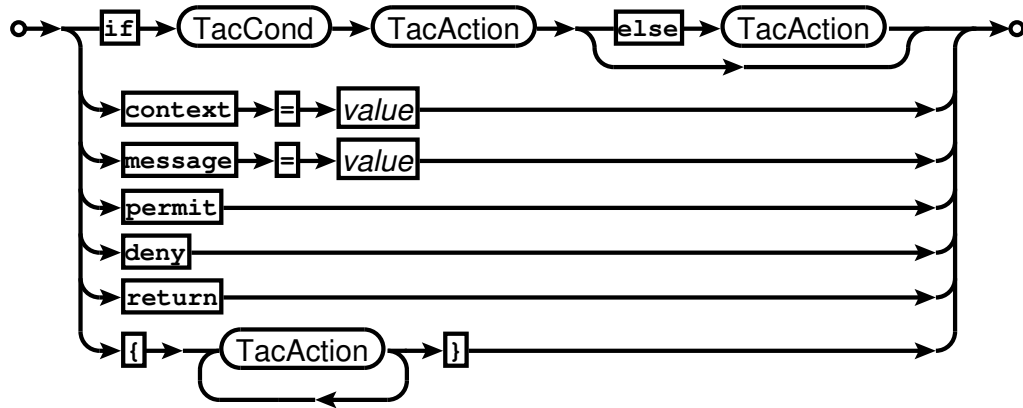 if TacCond TacAction else TacAction
context = value
message = value
permit
deny
return
{ TacAction }